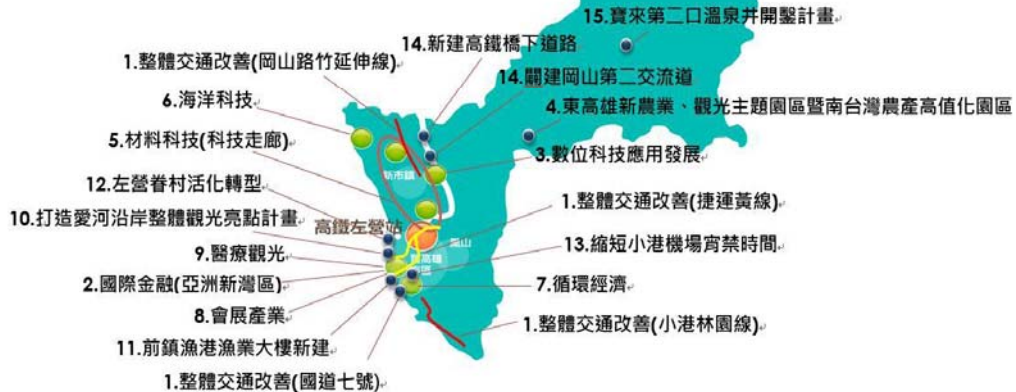 15.寶來第二口溫泉井開鑿計畫
14.新建高鐵橋下道路
1.整體交通改善(岡山路竹延伸線)
14.闢建岡山第二交流道
6.海洋科技
4.東高雄新農業、觀光主題園區暨南台灣農產高值化園區
5.材料科技(科技走廊)
3.數位科技應用發展
新市鎮
12.左營眷村活化轉型
1.整體交通改善(捷運黃線)
10.打造愛河沿岸整體觀光亮點計畫
高鐵左營站
鳳山
13.縮短小港機場宵禁時間
9.醫療觀光
2.國際金融(亞洲新灣區)
7.循環經濟
8.會展產業
1.整體交通改善(小港林園線)
11.前鎮漁港漁業大樓新建
1.整體交通改善(國道七號)